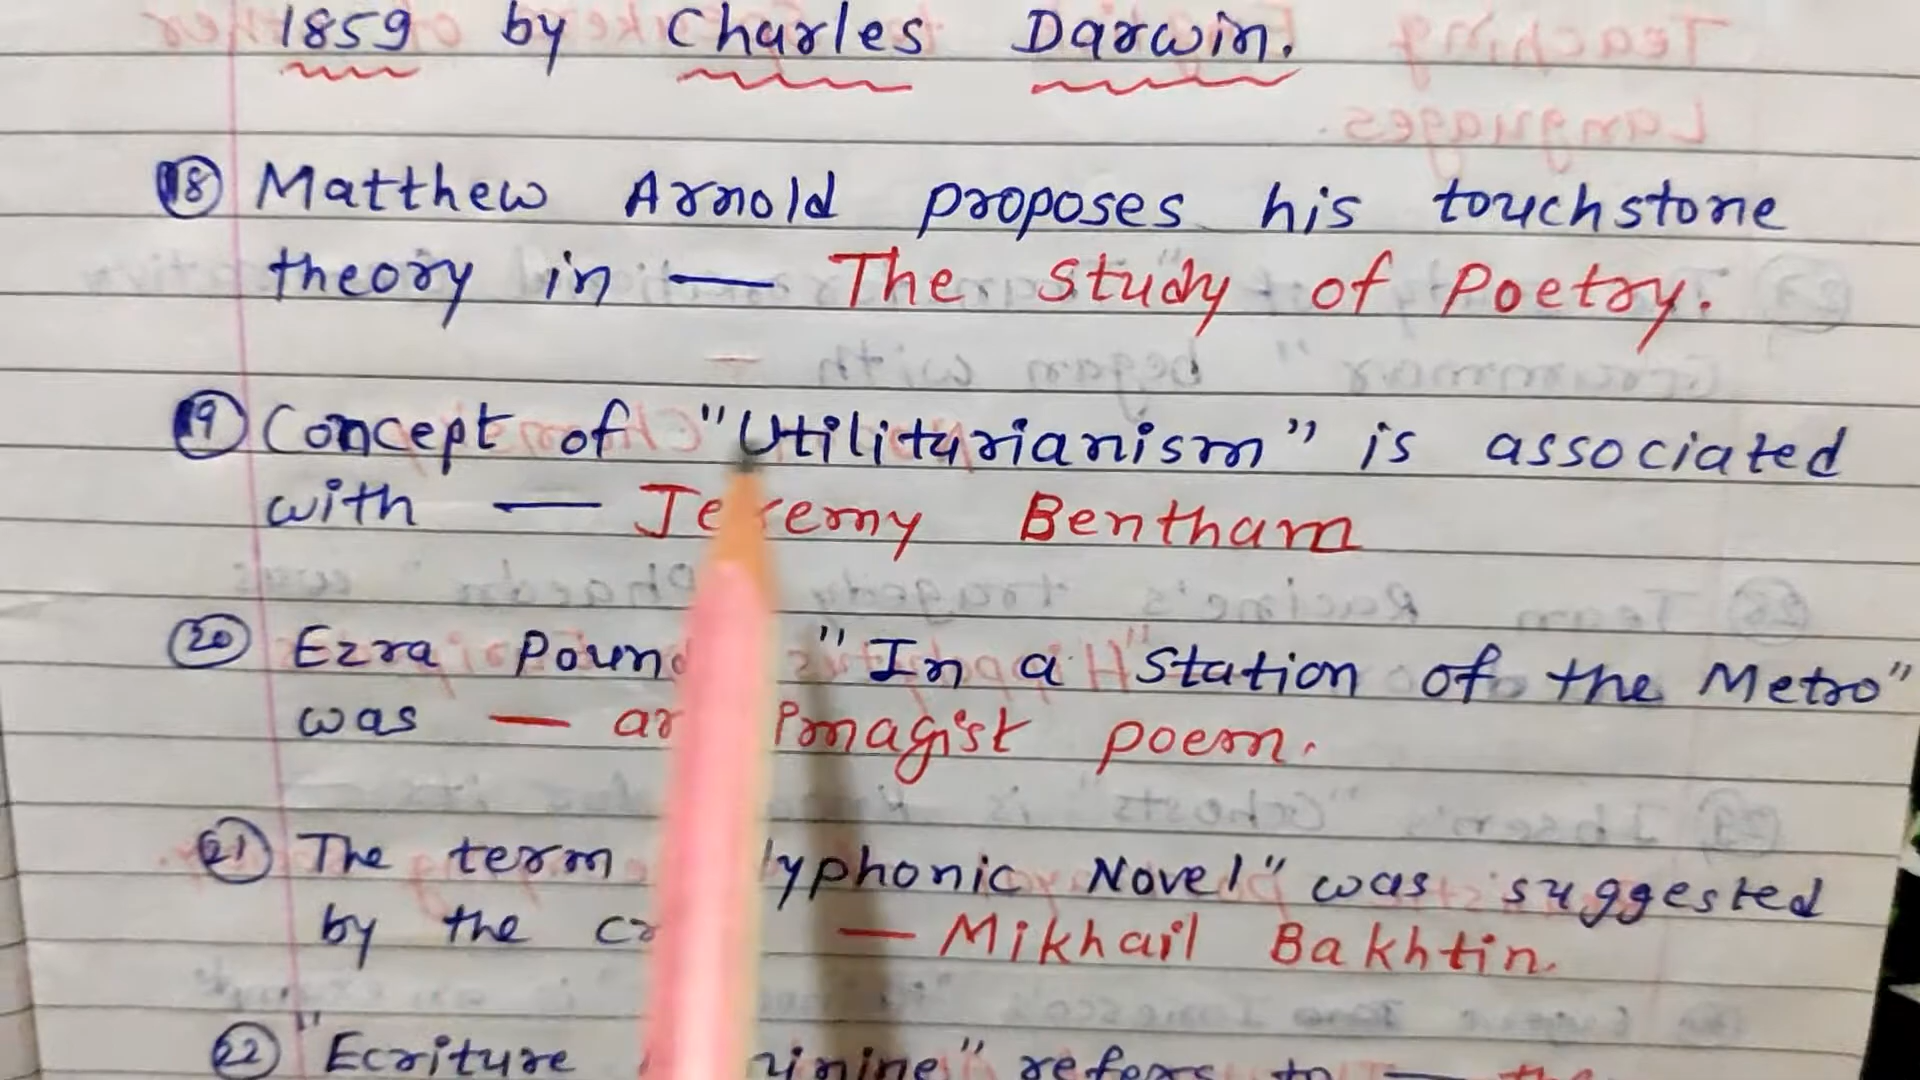 1859 by Charles Darwin.
18 Matthew Arnold proposes his touchstone
theory in — The Study of Poetry.
19 Concept of "Utilitarianism" is associated
with — Jeremy Bentham
20 Ezra "In a Station of the Metro"
was — Imagist poem.
21 The term Novel" was suggested
by the — Mikhail Bakhtin.
22 "Ecriture refers to —